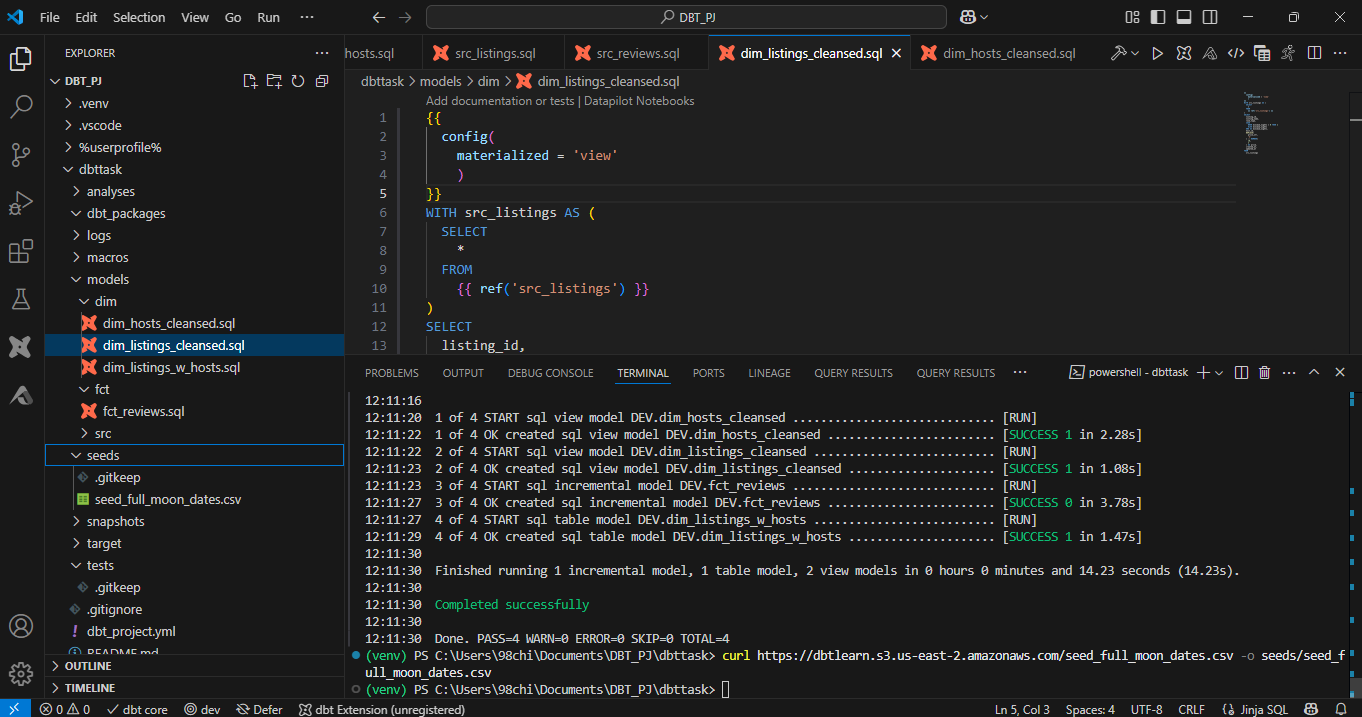 File Edit Selection View Go Run ··· DBT_PJ
EXPLORER
DBT_PJ
.venv
.vscode
%userprofile%
dbttask
analyses
dbt_packages
logs
macros
models
dim
dim_hosts_cleansed.sql
dim_listings_cleansed.sql
dim_listings_w_hosts.sql
fct
fct_reviews.sql
src
seeds
.gitkeep
seed_full_moon_dates.csv
snapshots
target
tests
.gitkeep
.gitignore
dbt_project.yml
README.md
OUTLINE
TIMELINE
hosts.sql src_listings.sql src_reviews.sql dim_listings_cleansed.sql dim_hosts_cleansed.sql
dbttask > models > dim > dim_listings_cleansed.sql
Add documentation or tests | Datapilot Notebooks
1 {{
2 config(
3 materialized = 'view'
4 )
5 }}
6 WITH src_listings AS (
7 SELECT
8 *
9 FROM
10 {{ ref('src_listings') }}
11 )
12 SELECT
13 listing_id,
PROBLEMS OUTPUT DEBUG CONSOLE TERMINAL PORTS LINEAGE QUERY RESULTS QUERY RESULTS ··· powershell - dbttask
12:11:16
12:11:20 1 of 4 START sql view model DEV.dim_hosts_cleansed ............................. [RUN]
12:11:22 1 of 4 OK created sql view model DEV.dim_hosts_cleansed ........................ [SUCCESS 1 in 2.28s]
12:11:22 2 of 4 START sql view model DEV.dim_listings_cleansed .......................... [RUN]
12:11:23 2 of 4 OK created sql view model DEV.dim_listings_cleansed ..................... [SUCCESS 1 in 1.08s]
12:11:23 3 of 4 START sql incremental model DEV.fct_reviews ............................. [RUN]
12:11:27 3 of 4 OK created sql incremental model DEV.fct_reviews ........................ [SUCCESS 0 in 3.78s]
12:11:27 4 of 4 START sql table model DEV.dim_listings_w_hosts .......................... [RUN]
12:11:29 4 of 4 OK created sql table model DEV.dim_listings_w_hosts ..................... [SUCCESS 1 in 1.47s]
12:11:30
12:11:30 Finished running 1 incremental model, 1 table model, 2 view models in 0 hours 0 minutes and 14.23 seconds (14.23s).
12:11:30
12:11:30 Completed successfully
12:11:30
12:11:30 Done. PASS=4 WARN=0 ERROR=0 SKIP=0 TOTAL=4
(venv) PS C:\Users\98chi\Documents\DBT_PJ\dbttask> curl https://dbtlearn.s3.us-east-2.amazonaws.com/seed_full_moon_dates.csv -o seeds/seed_f
ull_moon_dates.csv
(venv) PS C:\Users\98chi\Documents\DBT_PJ\dbttask>
0 0 dbt core dev Defer dbt Extension (unregistered) Ln 5, Col 3 Spaces: 4 UTF-8 CRLF Jinja SQL